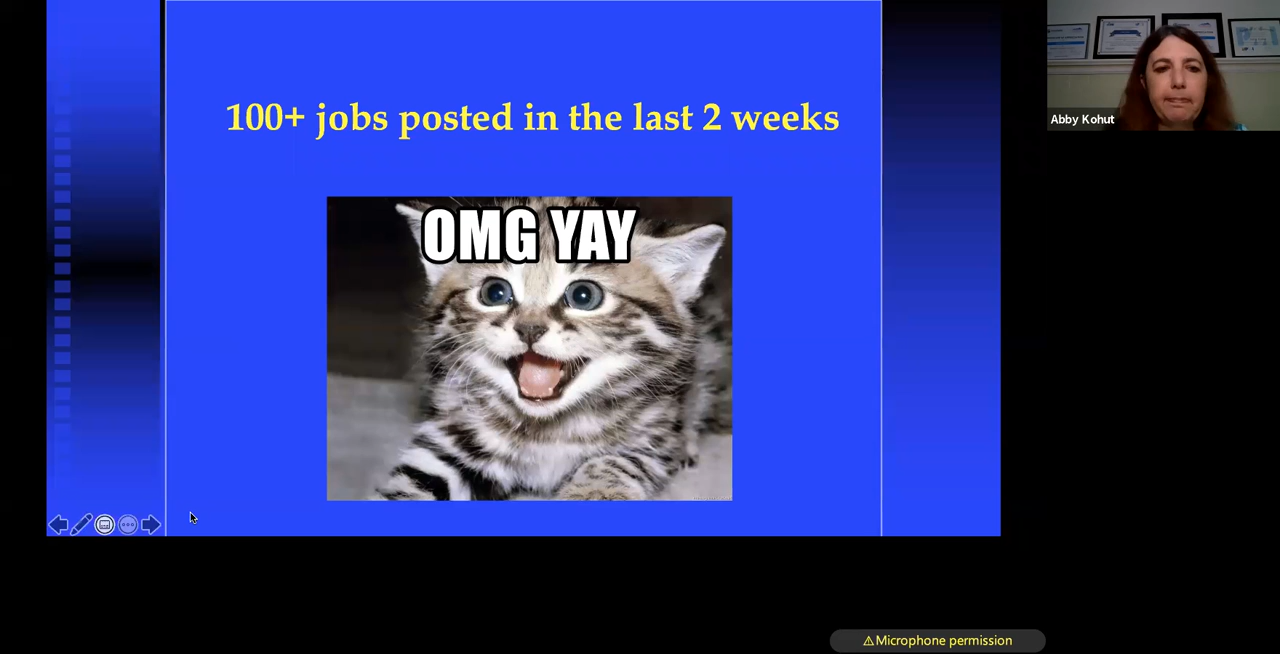 100+ jobs posted in the last 2 weeks
OMG YAY
Abby Kohut
Microphone permission